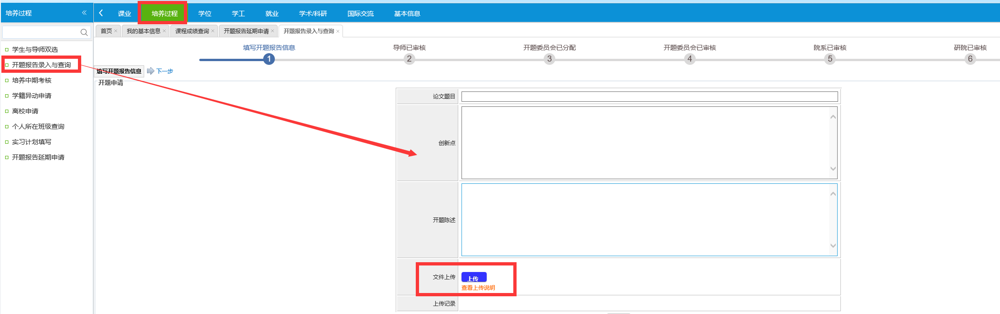 培养过程 «
课业 培养过程 学位 学工 就业 学术/科研 国际交流 基本信息
首页 × 我的基本信息 × 课程成绩查询 × 开题报告延期申请 × 开题报告录入与查询 ×
学生与导师双选
开题报告录入与查询
培养中期考核
学籍异动申请
离校申请
个人所在班级查询
实习计划填写
开题报告延期申请
填写开题报告信息 导师已审核 开题委员会已分配 开题委员会已审核 院系已审核 研院已审核
1 2 3 4 5 6
填写开题报告信息 下一步
开题申请
论文题目
创新点
开题陈述
文件上传 上传
查看上传说明
上传记录